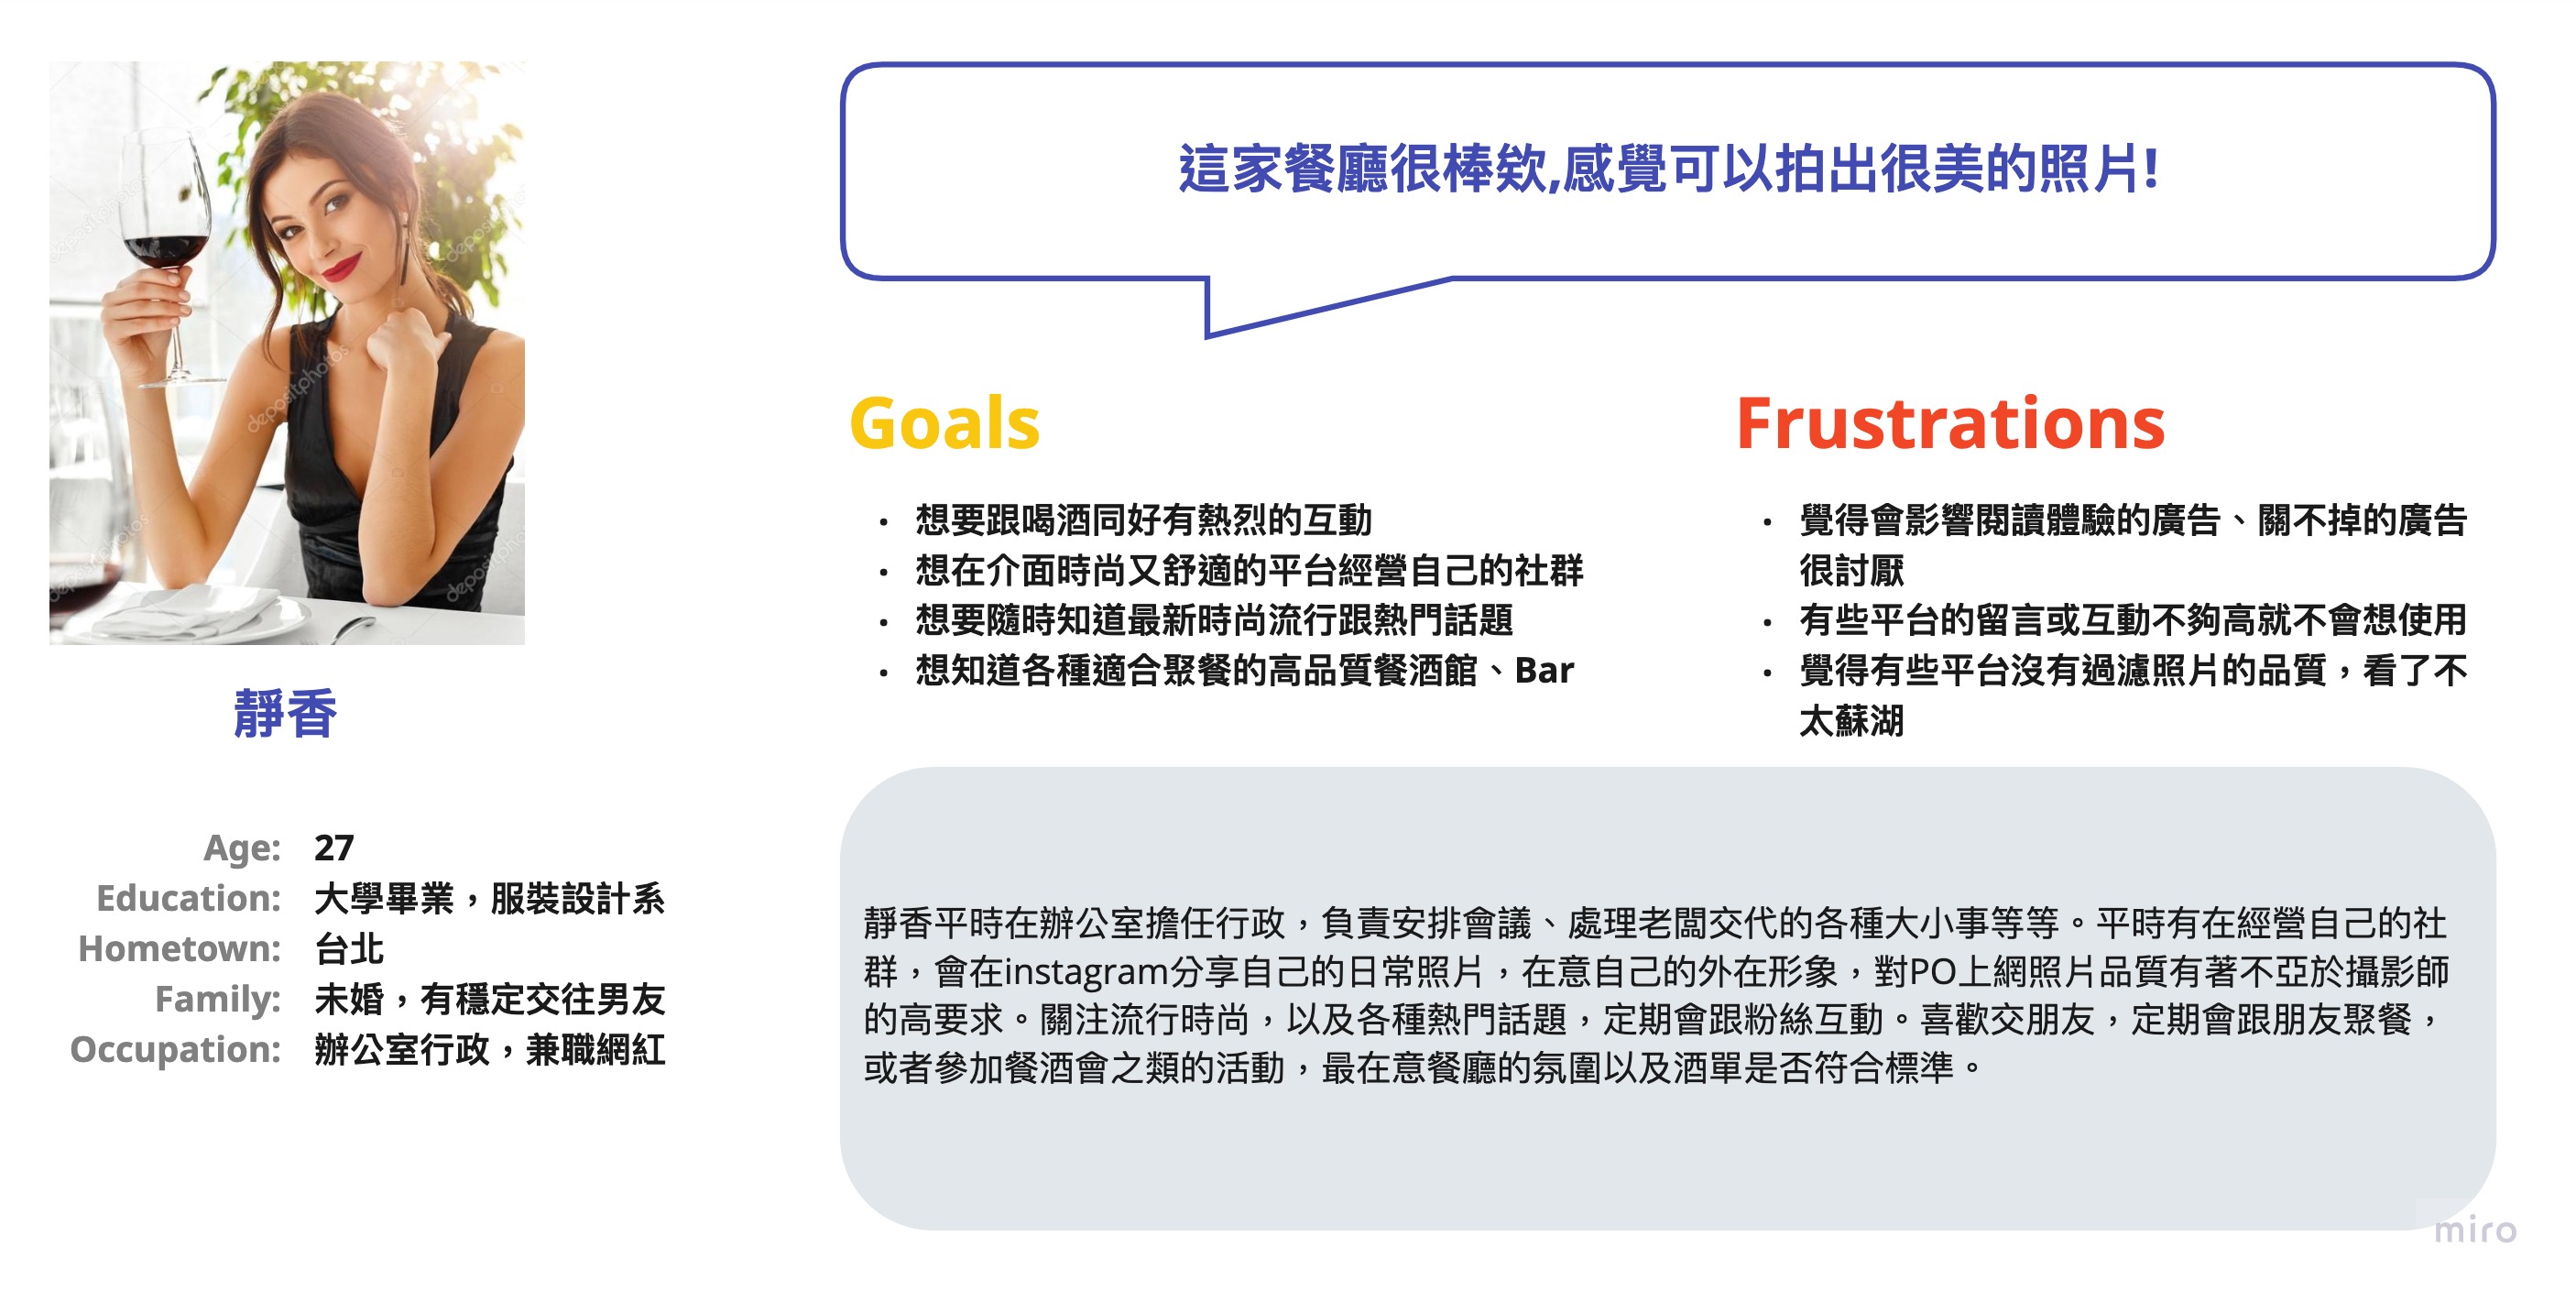 這家餐廳很棒欸,感覺可以拍出很美的照片!
depositphotos
靜香
Age: 27
Education: 大學畢業，服裝設計系
Hometown: 台北
Family: 未婚，有穩定交往男友
Occupation: 辦公室行政，兼職網紅
Goals
• 想要跟喝酒同好有熱烈的互動
• 想在介面時尚又舒適的平台經營自己的社群
• 想要隨時知道最新時尚流行跟熱門話題
• 想知道各種適合聚餐的高品質餐酒館、Bar
Frustrations
• 覺得會影響閱讀體驗的廣告、關不掉的廣告
很討厭
• 有些平台的留言或互動不夠高就不會想使用
• 覺得有些平台沒有過濾照片的品質，看了不
太蘇湖
靜香平時在辦公室擔任行政，負責安排會議、處理老闆交代的各種大小事等等。平時有在經營自己的社
群，會在instagram分享自己的日常照片，在意自己的外在形象，對PO上網照片品質有著不亞於攝影師
的高要求。關注流行時尚，以及各種熱門話題，定期會跟粉絲互動。喜歡交朋友，定期會跟朋友聚餐，
或者參加餐酒會之類的活動，最在意餐廳的氛圍以及酒單是否符合標準。
miro